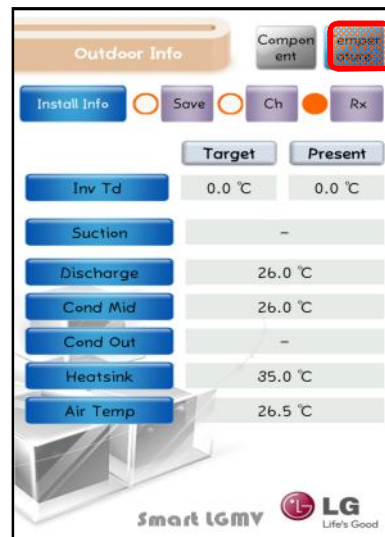 Outdoor Info
Compon
ent
Temper
ature
Install Info
Save
Ch
Rx
Target
Present
Inv Td
0.0 ℃
0.0 ℃
Suction
-
Discharge
26.0 ℃
Cond Mid
26.0 ℃
Cond Out
-
Heatsink
35.0 ℃
Air Temp
26.5 ℃
Smart LGMV
LG
Life's Good